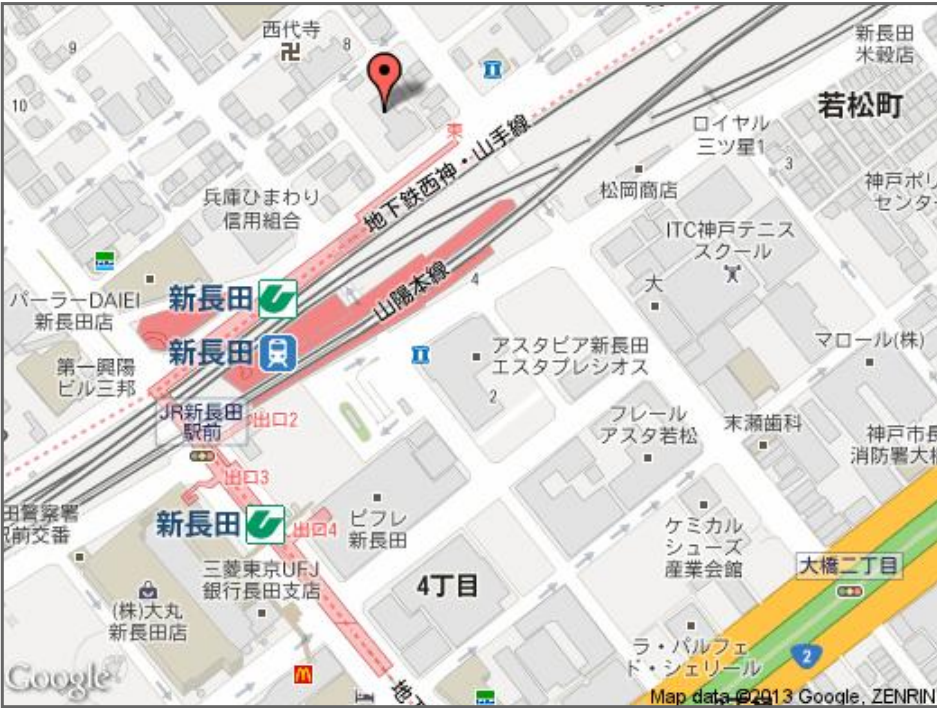 西代寺
8
9
10
新長田
米穀店
若松町
東
ロイヤル
三ツ星1
3
地下鉄西神・山手線
松岡商店
神戸ポリ
センタ
兵庫ひまわり
信用組合
ITC神戸テニス
スクール
大
山陽本線
4
新長田
パーラーDAIEI
新長田店
新長田
アスタピア新長田
エスタプレシオス
2
マロール(株)
第一興陽
ビル三邦
JR新長田
駅前
出口2
フレール
アスタ若松
末瀬歯科
神戸市長
消防署大橋
出口3
田警察署
駅前交番
新長田
出口4
ピフレ
新長田
ケミカル
シューズ
産業会館
大橋二丁目
三菱東京UFJ
銀行長田支店
4丁目
(株)大丸
新長田店
ラ・パルフェ
ド・シェリール
2
Google
地下
Map data ©2013 Google, ZENRIN